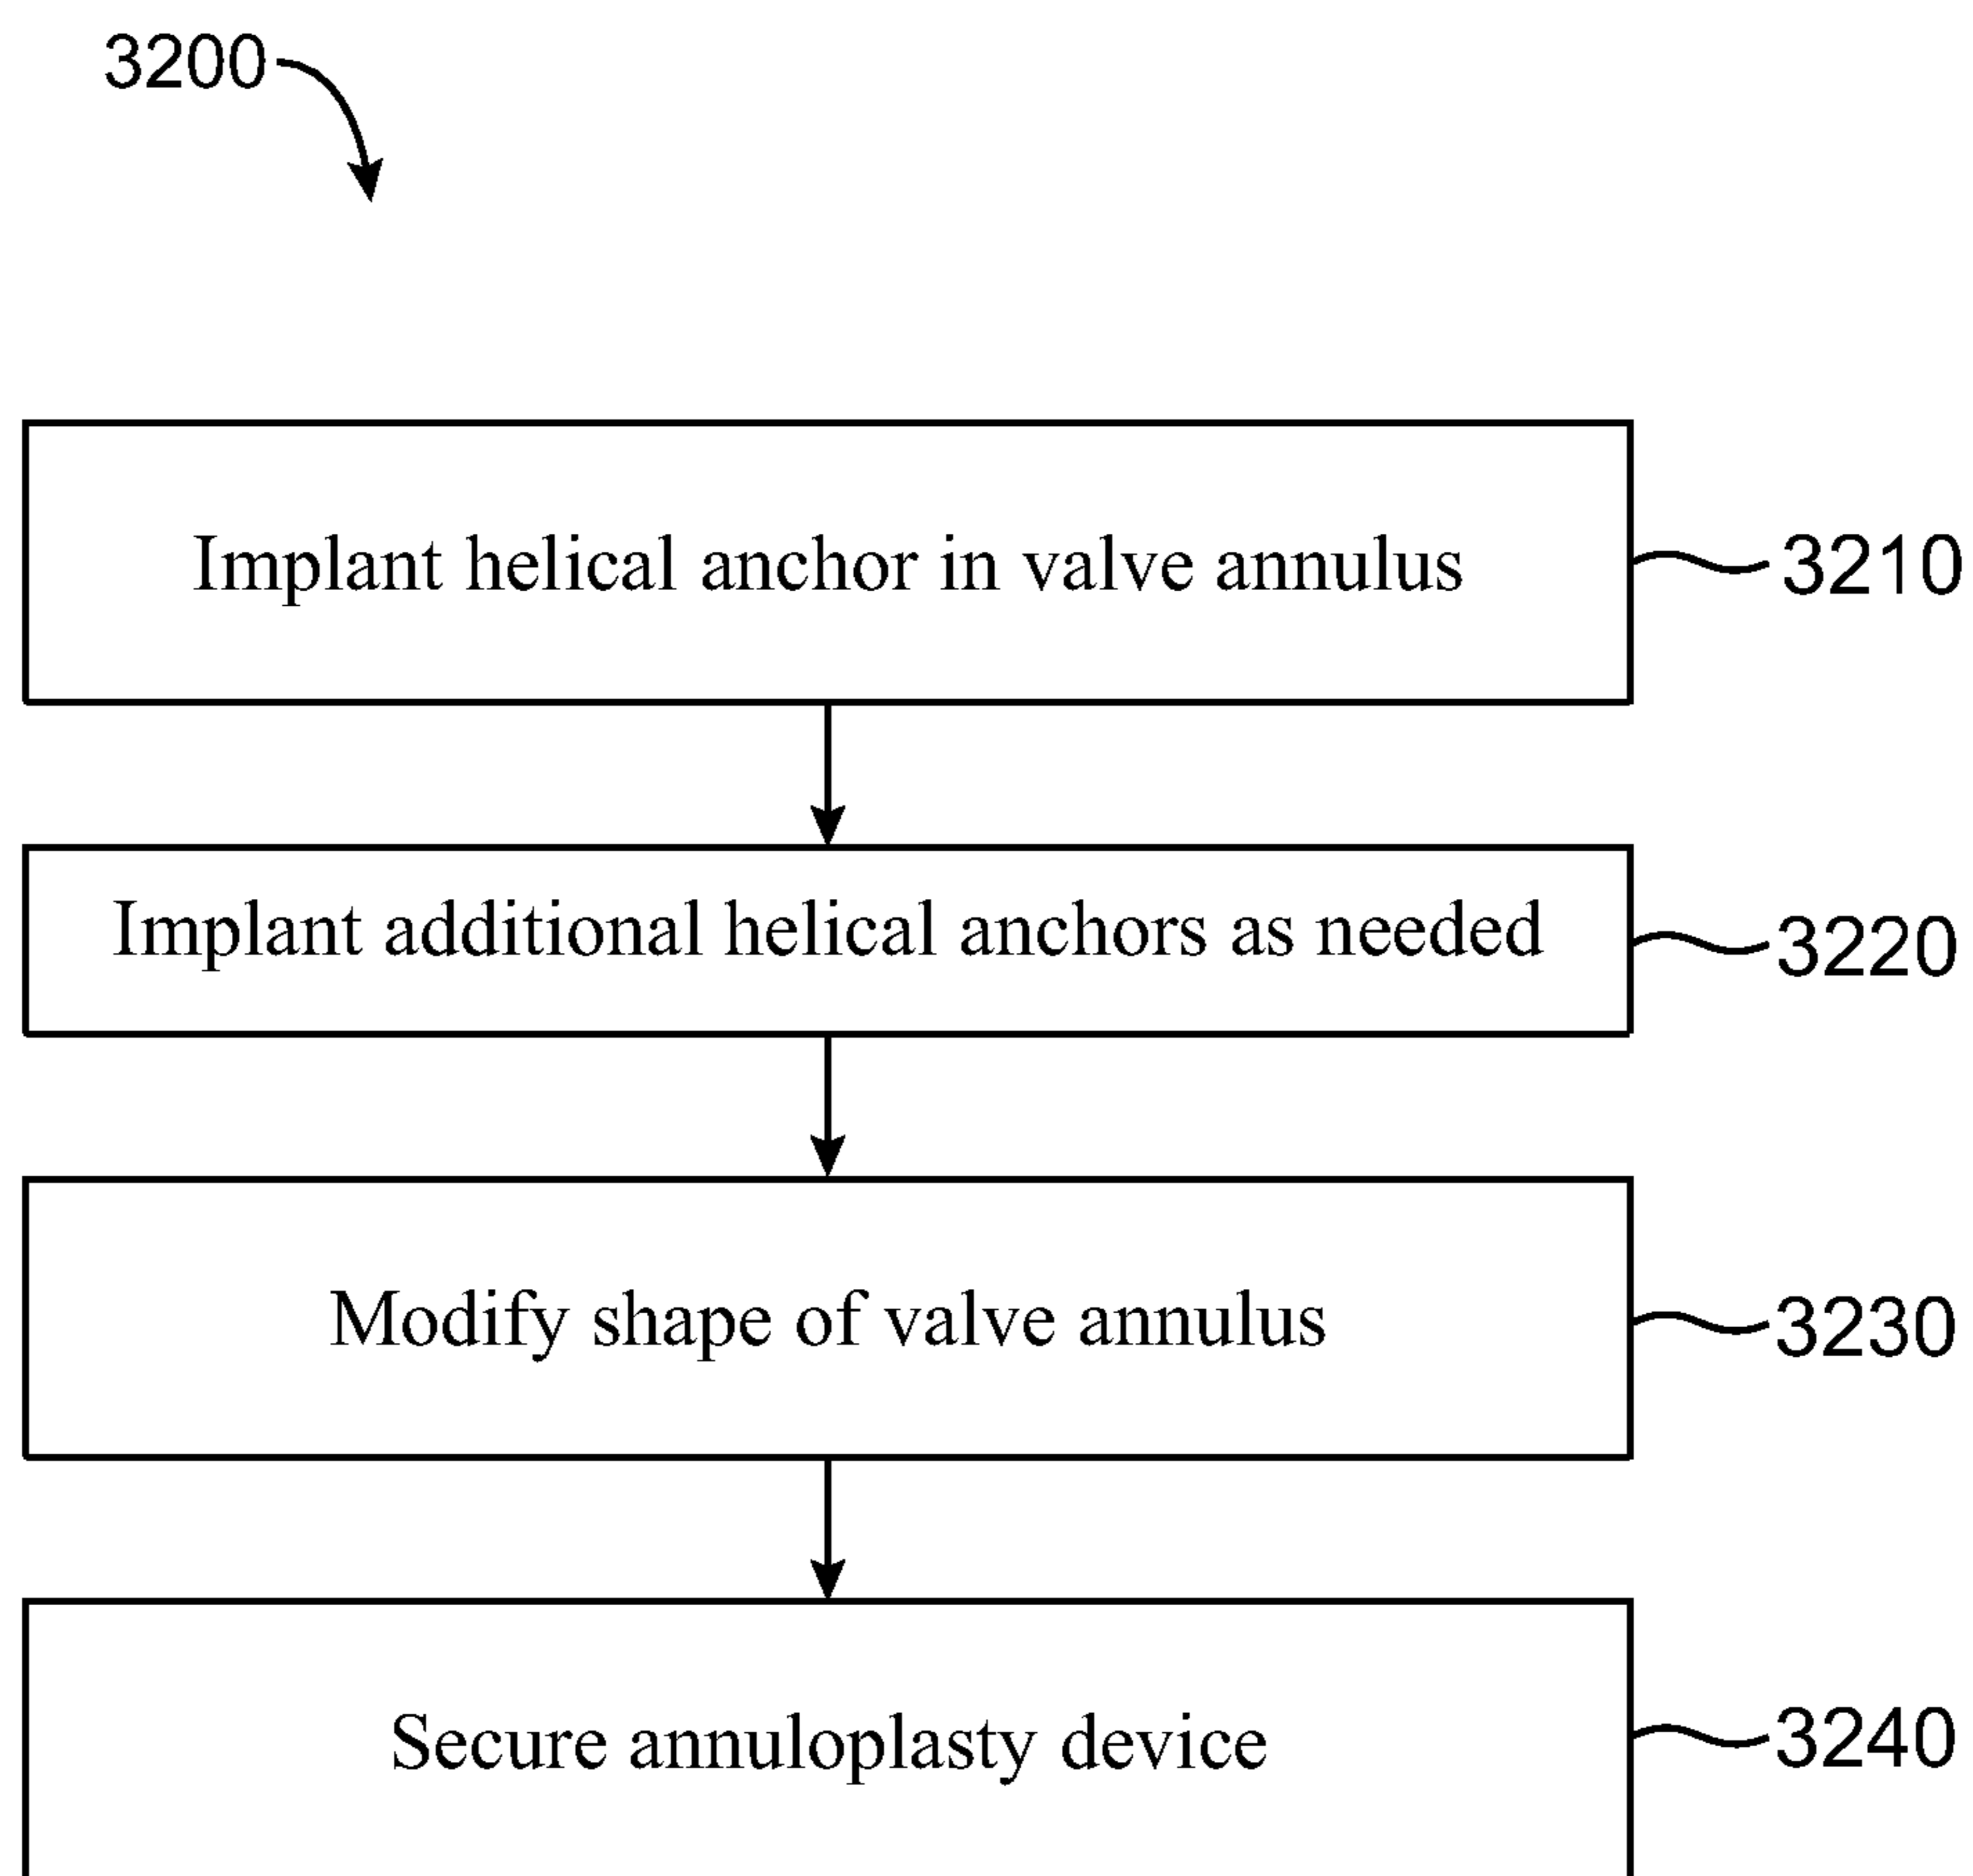 3200
Implant helical anchor in valve annulus
3210
Implant additional helical anchors as needed
3220
Modify shape of valve annulus
3230
Secure annuloplasty device
3240